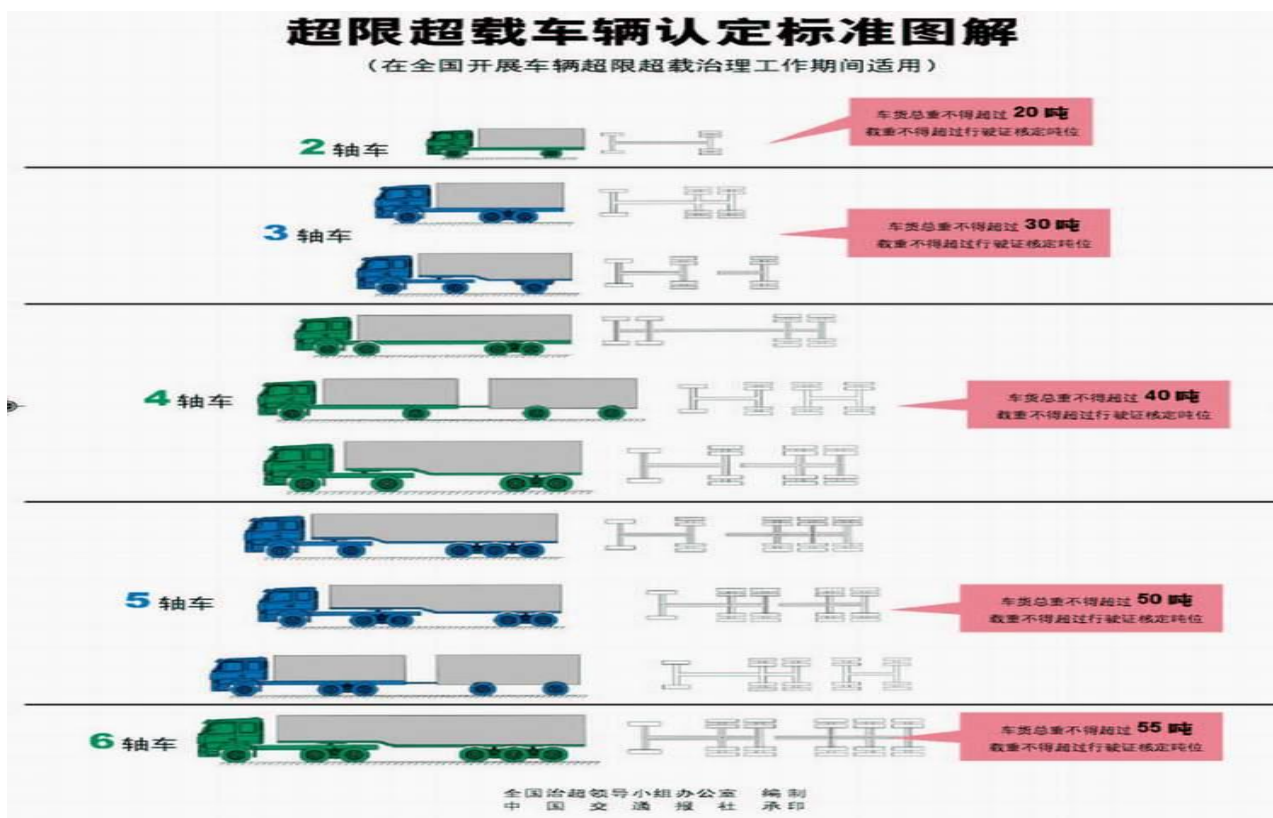 超限超载车辆认定标准图解
(在全国开展车辆超限超载治理工作期间适用)
2 轴车
车货总重不得超过 20 吨
载重不得超过行驶证核定吨位
3 轴车
车货总重不得超过 30 吨
载重不得超过行驶证核定吨位
4 轴车
车货总重不得超过 40 吨
载重不得超过行驶证核定吨位
5 轴车
车货总重不得超过 50 吨
载重不得超过行驶证核定吨位
6 轴车
车货总重不得超过 55 吨
载重不得超过行驶证核定吨位
全国治超领导小组办公室 编制
中国交通报社 承印